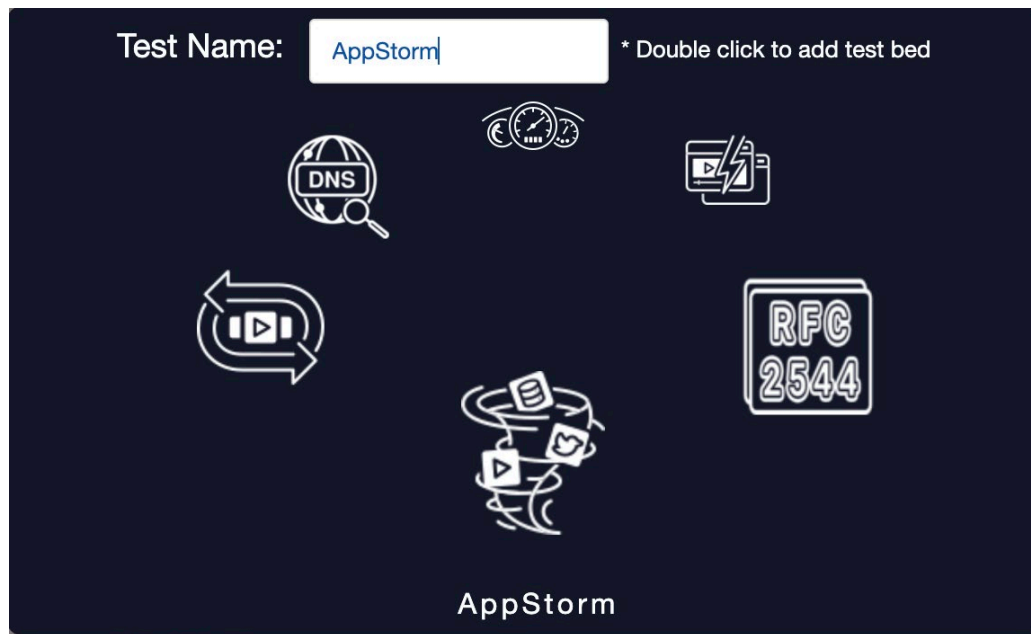 Test Name: AppStorm * Double click to add test bed
DNS
RFC
2544
AppStorm